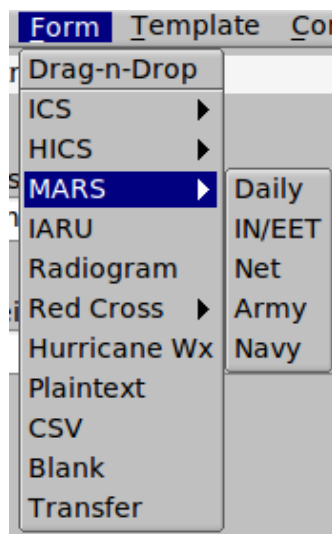 Form Template Co
Drag-n-Drop
ICS
HICS
MARS
IARU
Radiogram
Red Cross
Hurricane Wx
Plaintext
CSV
Blank
Transfer
Daily
IN/EET
Net
Army
Navy